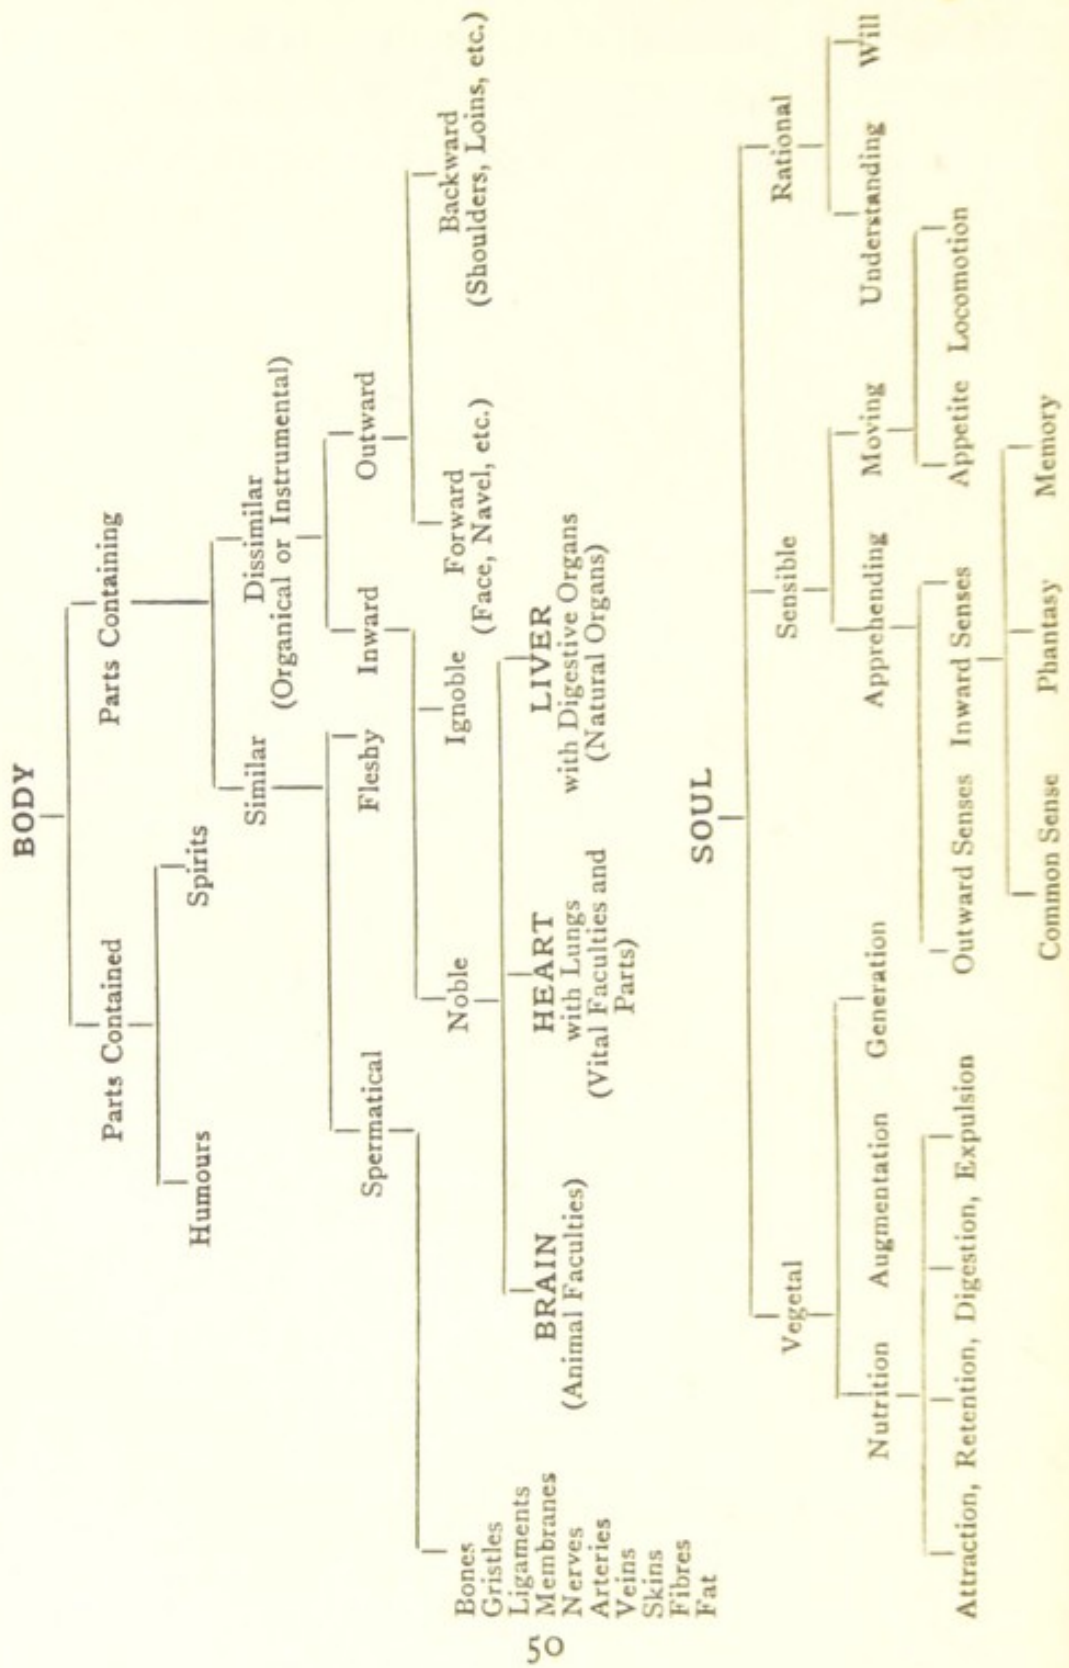 BODY
Parts Contained Parts Containing
Humours Spirits
Similar Dissimilar
(Organical or Instrumental)
Spermatical Fleshy Inward Outward
Noble Ignoble Forward Backward
(Face, Navel, etc.) (Shoulders, Loins, etc.)
Bones
Gristles
Ligaments
Membranes
Nerves
Arteries
Veins
Skins
Fibres
Fat
BRAIN
(Animal Faculties)
HEART
with Lungs
(Vital Faculties and
Parts)
LIVER
with Digestive Organs
(Natural Organs)
SOUL
Vegetal Sensible Rational
Nutrition Augmentation Generation Apprehending Moving Understanding Will
Attraction, Retention, Digestion, Expulsion Outward Senses Inward Senses Appetite Locomotion
Common Sense Phantasy Memory
50